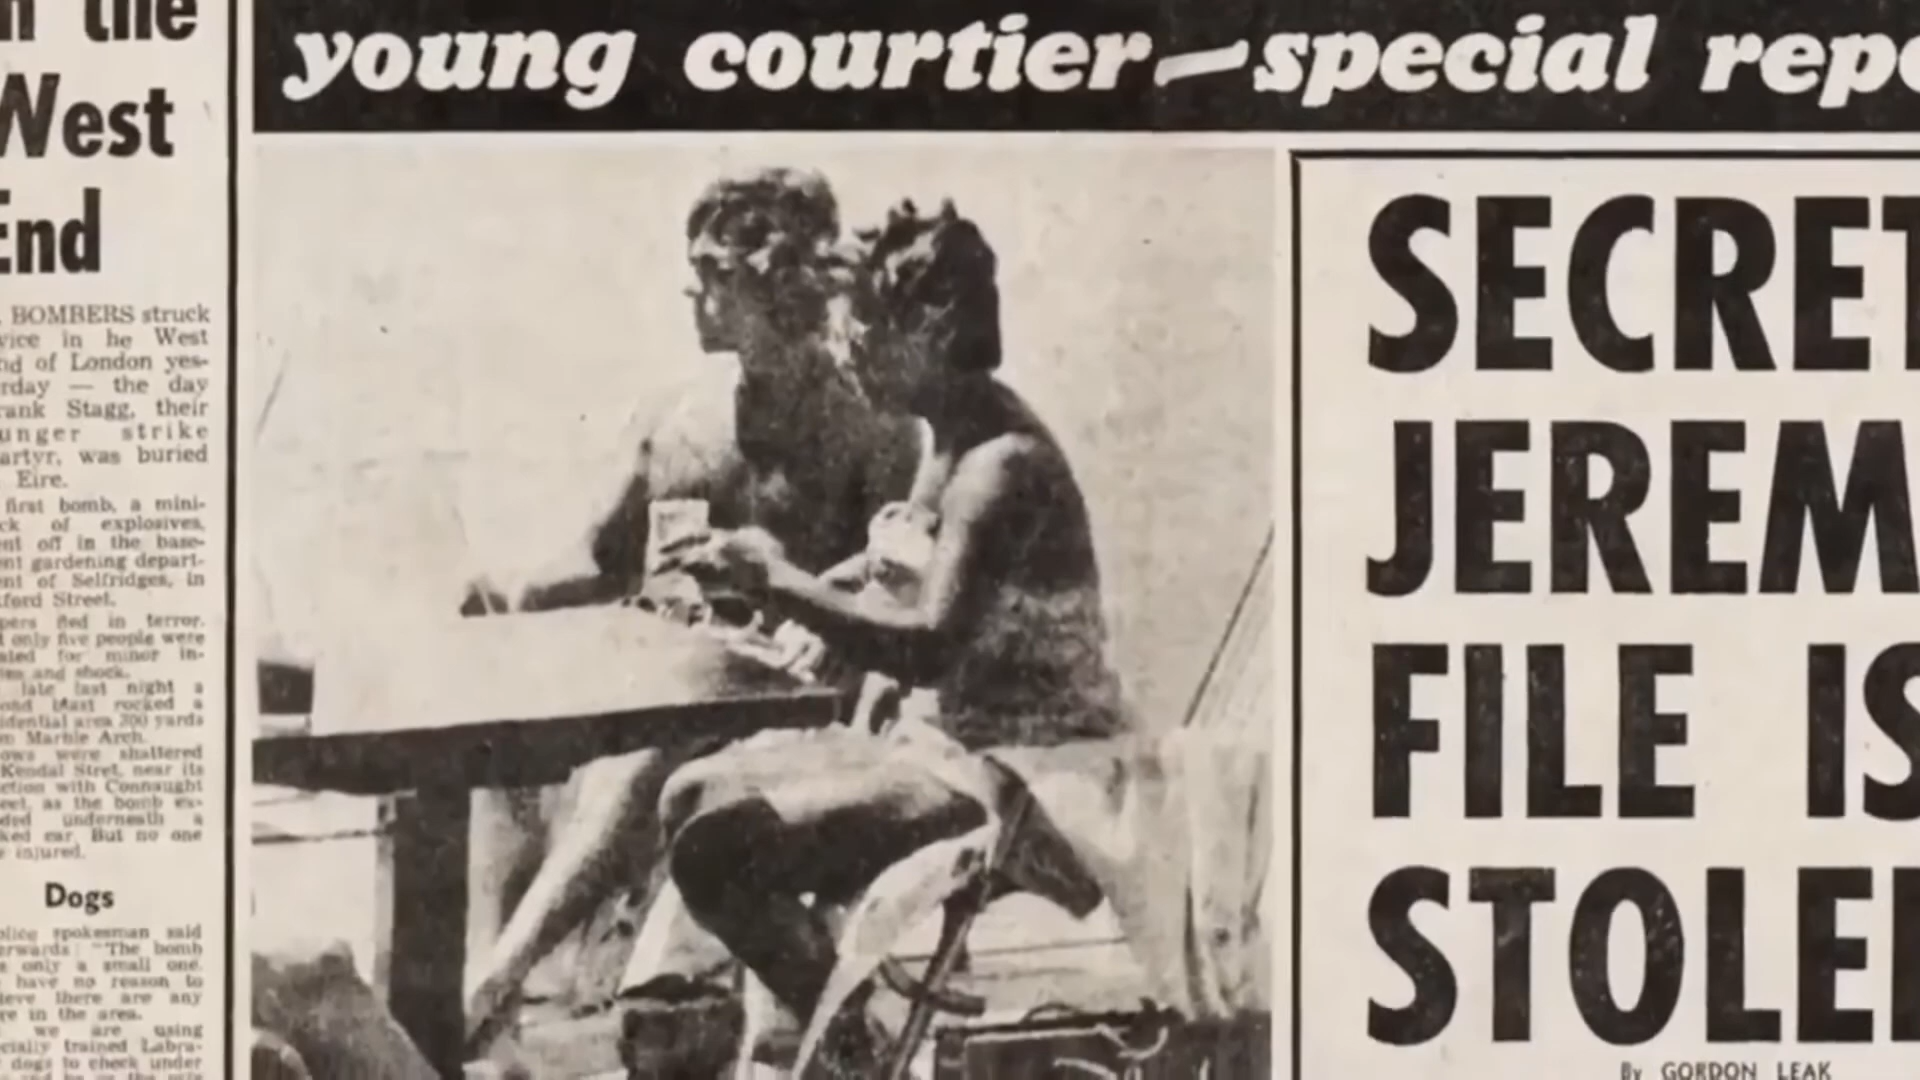 the
West
End
BOMBERS struck
in he West
of London yes-
the day
Stagg, their
strike
was buried
Eire.
first bomb, a mini-
of explosives,
off in the base-
gardening depart-
of Selfridges, in
Street.
fled in terror.
only five people were
for minor in-
and shock.
late last night a
blast rocked a
area 200 yards
Marble Arch.
were shattered
Kendal Stret, near its
with Connaught
as the bomb ex-
underneath a
car. But no one
injured.
Dogs
spokesman said
"The bomb
only a small one.
have no reason to
there are any
in the area.
we are using
trained Labra-
dogs to check under
young courtier—special
SECRET
JEREM
FILE IS
STOLE
By GORDON LEAK